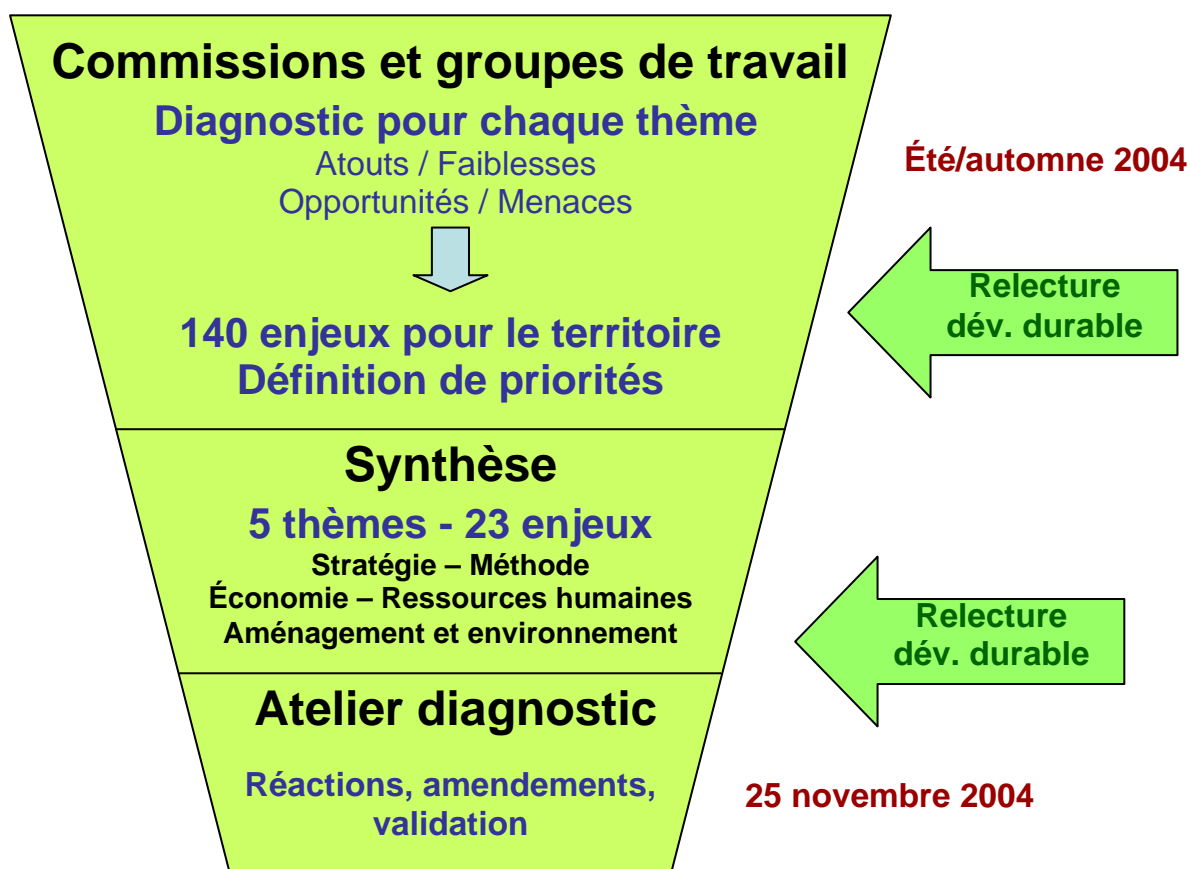 Commissions et groupes de travail
Diagnostic pour chaque thème
Atouts / Faiblesses
Opportunités / Menaces
140 enjeux pour le territoire
Définition de priorités
Été/automne 2004
Relecture
dév. durable
Synthèse
5 thèmes - 23 enjeux
Stratégie – Méthode
Économie – Ressources humaines
Aménagement et environnement
Relecture
dév. durable
Atelier diagnostic
Réactions, amendements,
validation
25 novembre 2004